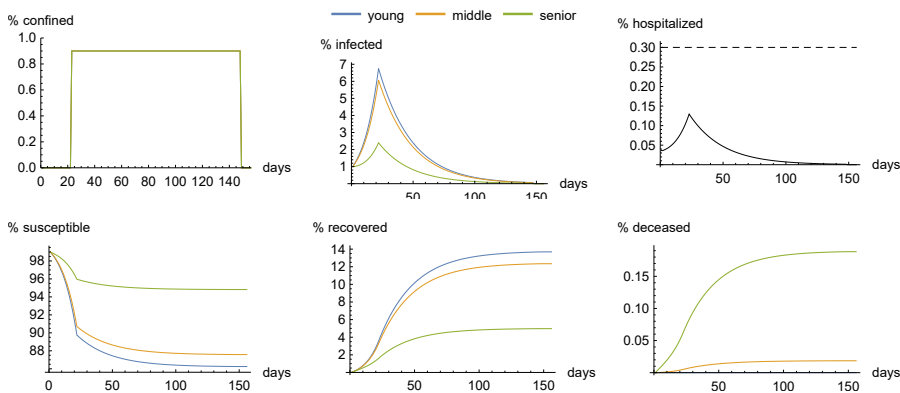 young middle senior
% confined
1.0
0.8
0.6
0.4
0.2
0.0
0 20 40 60 80 100 120 140
days
% infected
7
6
5
4
3
2
1
50 100 150
days
% hospitalized
0.30
0.25
0.20
0.15
0.10
0.05
50 100 150
days
% susceptible
98
96
94
92
90
88
0 50 100 150
days
% recovered
14
12
10
8
6
4
2
50 100 150
days
% deceased
0.15
0.10
0.05
50 100 150
days